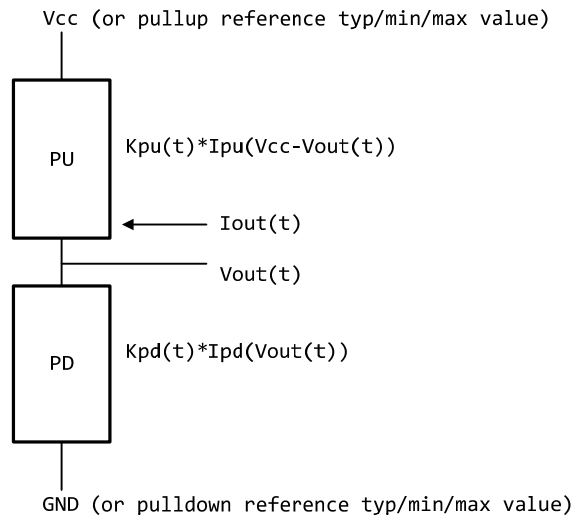 Vcc (or pullup reference typ/min/max value)
PU
Kpu(t)*Ipu(Vcc-Vout(t))
Iout(t)
Vout(t)
PD
Kpd(t)*Ipd(Vout(t))
GND (or pulldown reference typ/min/max value)